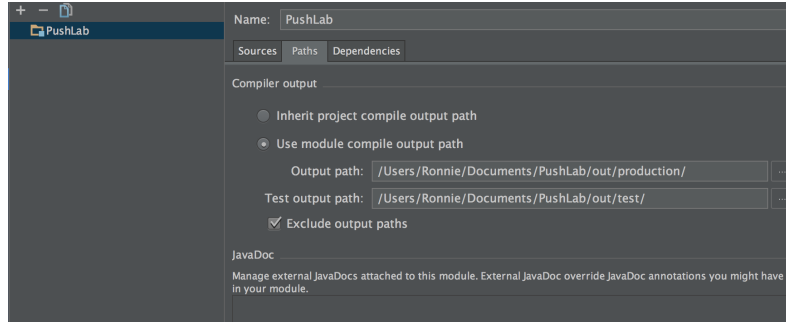 PushLab
Name: PushLab
Sources Paths Dependencies
Compiler output
Inherit project compile output path
Use module compile output path
Output path: /Users/Ronnie/Documents/PushLab/out/production/ ...
Test output path: /Users/Ronnie/Documents/PushLab/out/test/ ...
Exclude output paths
JavaDoc
Manage external JavaDocs attached to this module. External JavaDoc override JavaDoc annotations you might have
in your module.